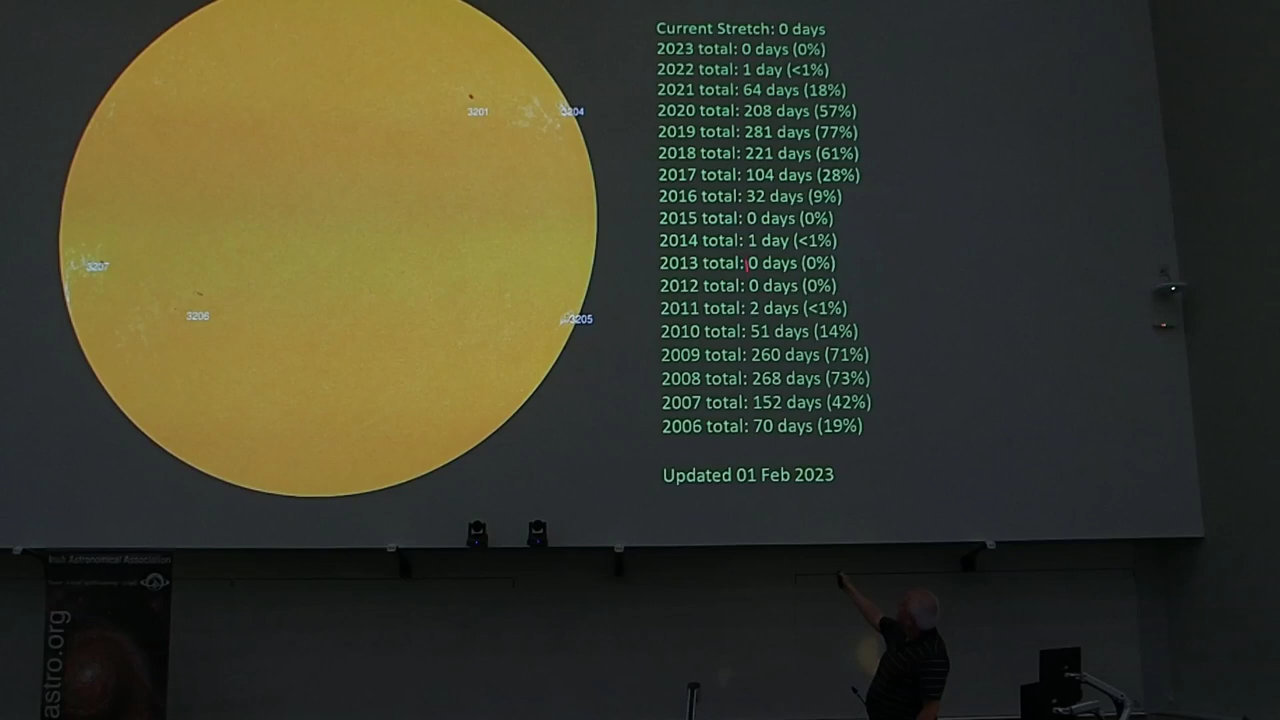 Current Stretch: 0 days
2023 total: 0 days (0%)
2022 total: 1 day (<1%)
2021 total: 64 days (18%)
2020 total: 208 days (57%)
2019 total: 281 days (77%)
2018 total: 221 days (61%)
2017 total: 104 days (28%)
2016 total: 32 days (9%)
2015 total: 0 days (0%)
2014 total: 1 day (<1%)
2013 total: 0 days (0%)
2012 total: 0 days (0%)
2011 total: 2 days (<1%)
2010 total: 51 days (14%)
2009 total: 260 days (71%)
2008 total: 268 days (73%)
2007 total: 152 days (42%)
2006 total: 70 days (19%)
Updated 01 Feb 2023
3201
3204
3207
3206
3205
Irish Astronomical Association
astro.org